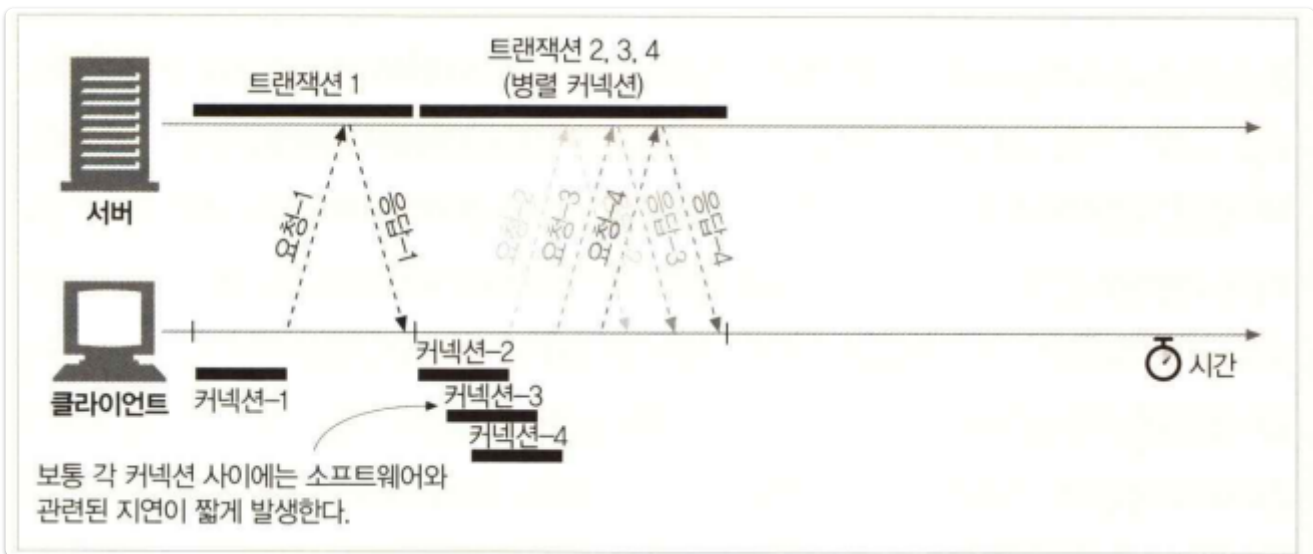 트랜잭션 1
트랜잭션 2, 3, 4
(병렬 커넥션)
서버
요청-1
응답-1
요청-2
요청-3
요청-4
응답-3
응답-4
클라이언트
커넥션-1
커넥션-2
커넥션-3
커넥션-4
시간
보통 각 커넥션 사이에는 소프트웨어와
관련된 지연이 짧게 발생한다.